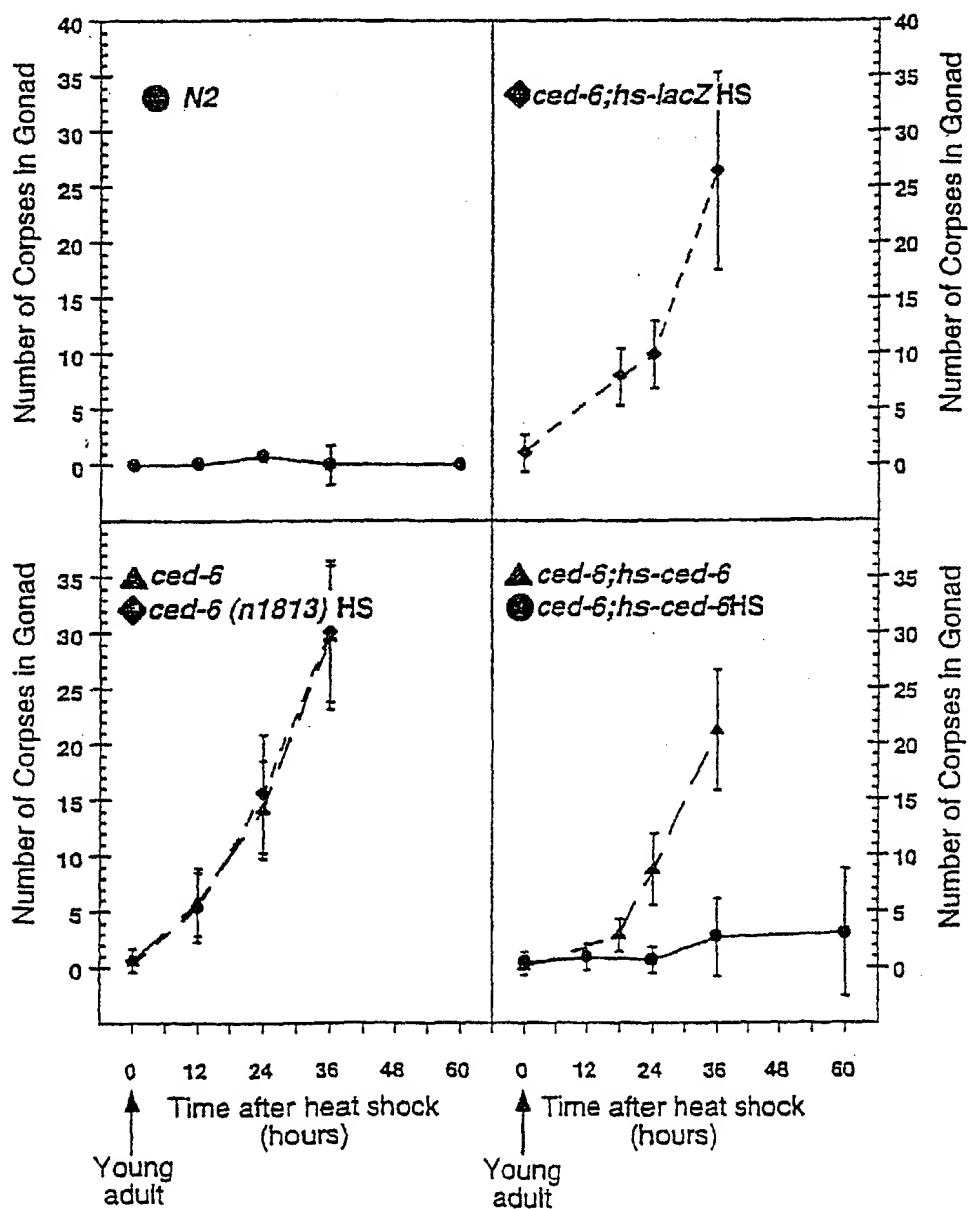 40
35
30
25
20
15
10
5
0
Number of Corpses In Gonad
N2
ced-6;hs-lacZ HS
40
35
30
25
20
15
10
5
0
Number of Corpses In Gonad
35
30
25
20
15
10
5
0
Number of Corpses in Gonad
ced-6
ced-6 (n1813) HS
ced-6;hs-ced-6
ced-6;hs-ced-6HS
35
30
25
20
15
10
5
0
Number of Corpses in Gonad
0 12 24 36 48 60
Time after heat shock
(hours)
Young
adult
0 12 24 36 48 60
Time after heat shock
(hours)
Young
adult